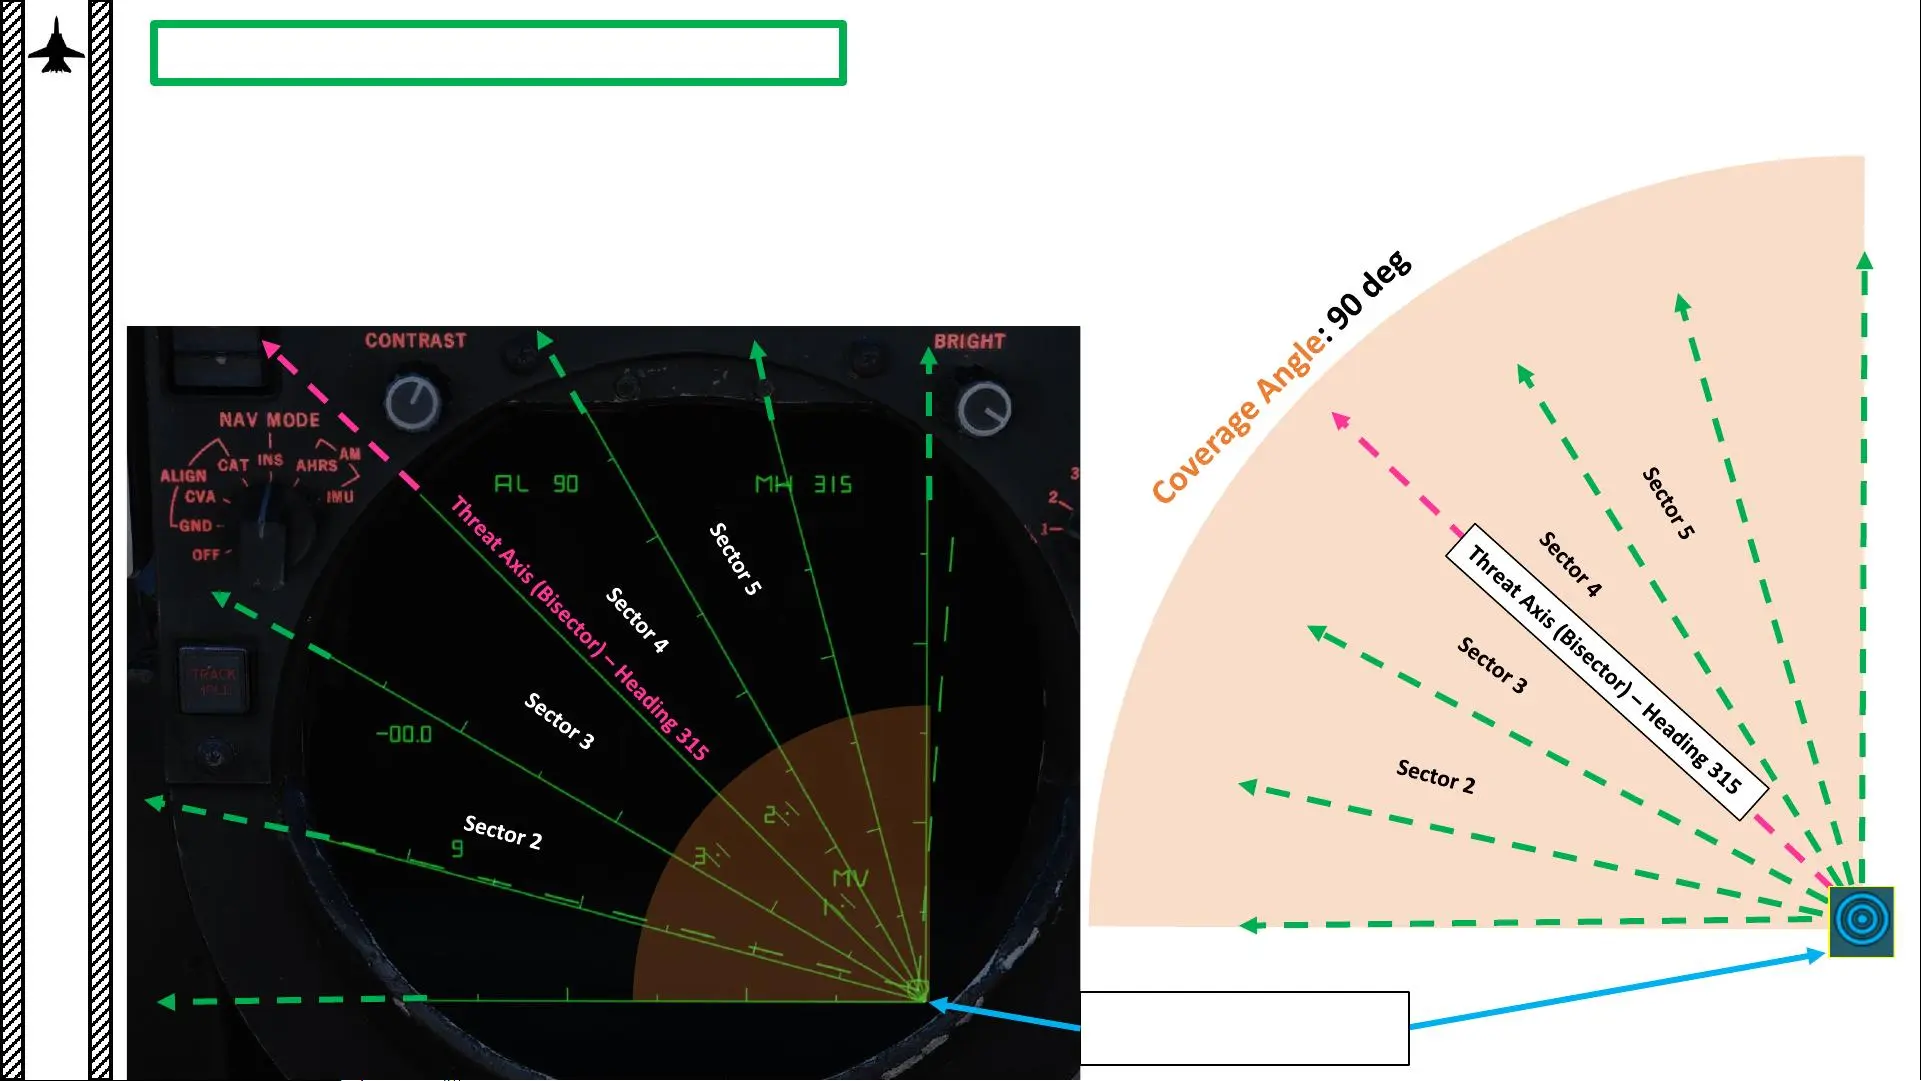 CONTRAST
BRIGHT
NAV MODE
ALIGN
CAT
INS
AHRS
AM
CVA
IMU
GND
OFF
3
2
1
AL 90
MH 315
TRACK
-00.0
9
2
3
MV
1
Threat Axis (Bisector) – Heading 315
Sector 5
Sector 4
Sector 3
Sector 2
Coverage Angle: 90 deg
Sector 5
Sector 4
Threat Axis (Bisector) – Heading 315
Sector 3
Sector 2